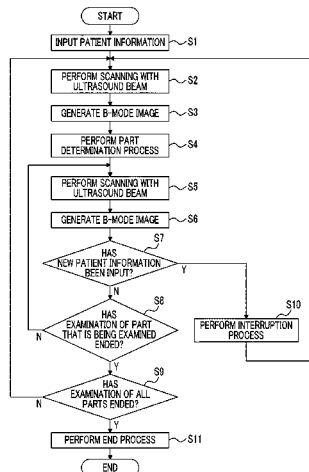 START
INPUT PATIENT INFORMATION
S1
PERFORM SCANNING WITH
ULTRASOUND BEAM
S2
GENERATE B-MODE IMAGE
S3
PERFORM PART
DETERMINATION PROCESS
S4
PERFORM SCANNING WITH
ULTRASOUND BEAM
S5
GENERATE B-MODE IMAGE
S6
S7
HAS
NEW PATIENT INFORMATION
BEEN INPUT?
Y
N
S8
HAS
EXAMINATION OF PART
THAT IS BEING EXAMINED
ENDED?
N
Y
S10
PERFORM INTERRUPTION
PROCESS
S9
HAS
EXAMINATION OF ALL
PARTS ENDED?
N
Y
PERFORM END PROCESS
S11
END